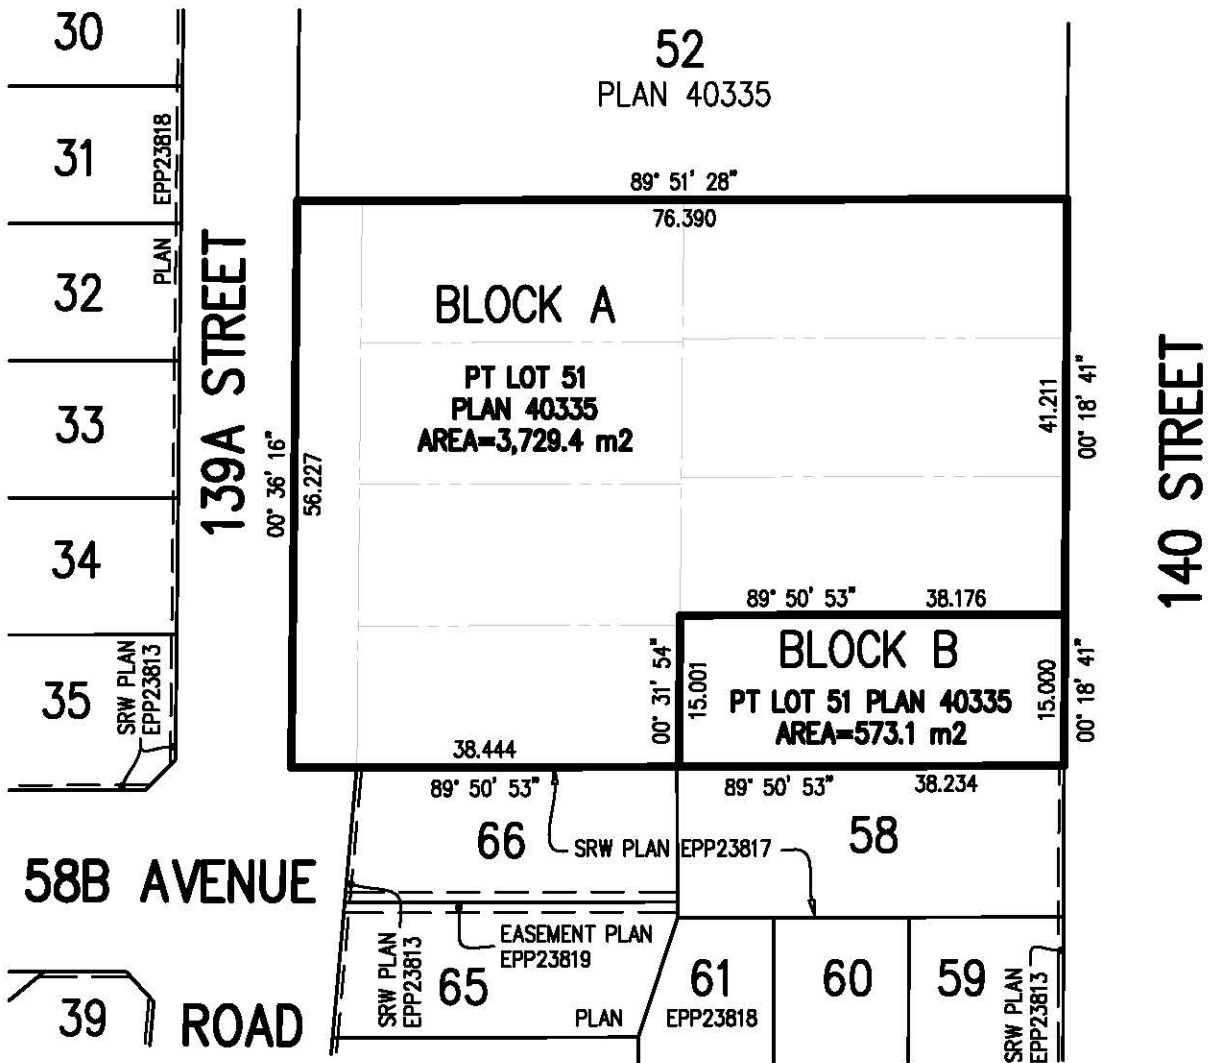 30
52
PLAN 40335
31
PLAN EPP23818
89° 51' 28"
76.390
32
139A STREET
BLOCK A
PT LOT 51
PLAN 40335
AREA=3,729.4 m2
33
00° 36' 16"
56.227
41.211
00° 18' 41"
140 STREET
34
89° 50' 53"
38.176
35
SRW PLAN
EPP23813
00° 31' 54"
15.001
BLOCK B
PT LOT 51 PLAN 40335
AREA=573.1 m2
15.000
00° 18' 41"
38.444
89° 50' 53"
89° 50' 53"
38.234
66
SRW PLAN EPP23817
58
58B AVENUE
SRW PLAN
EPP23813
EASEMENT PLAN
EPP23819
65
61
EPP23818
60
59
SRW PLAN
EPP23813
39
ROAD
PLAN